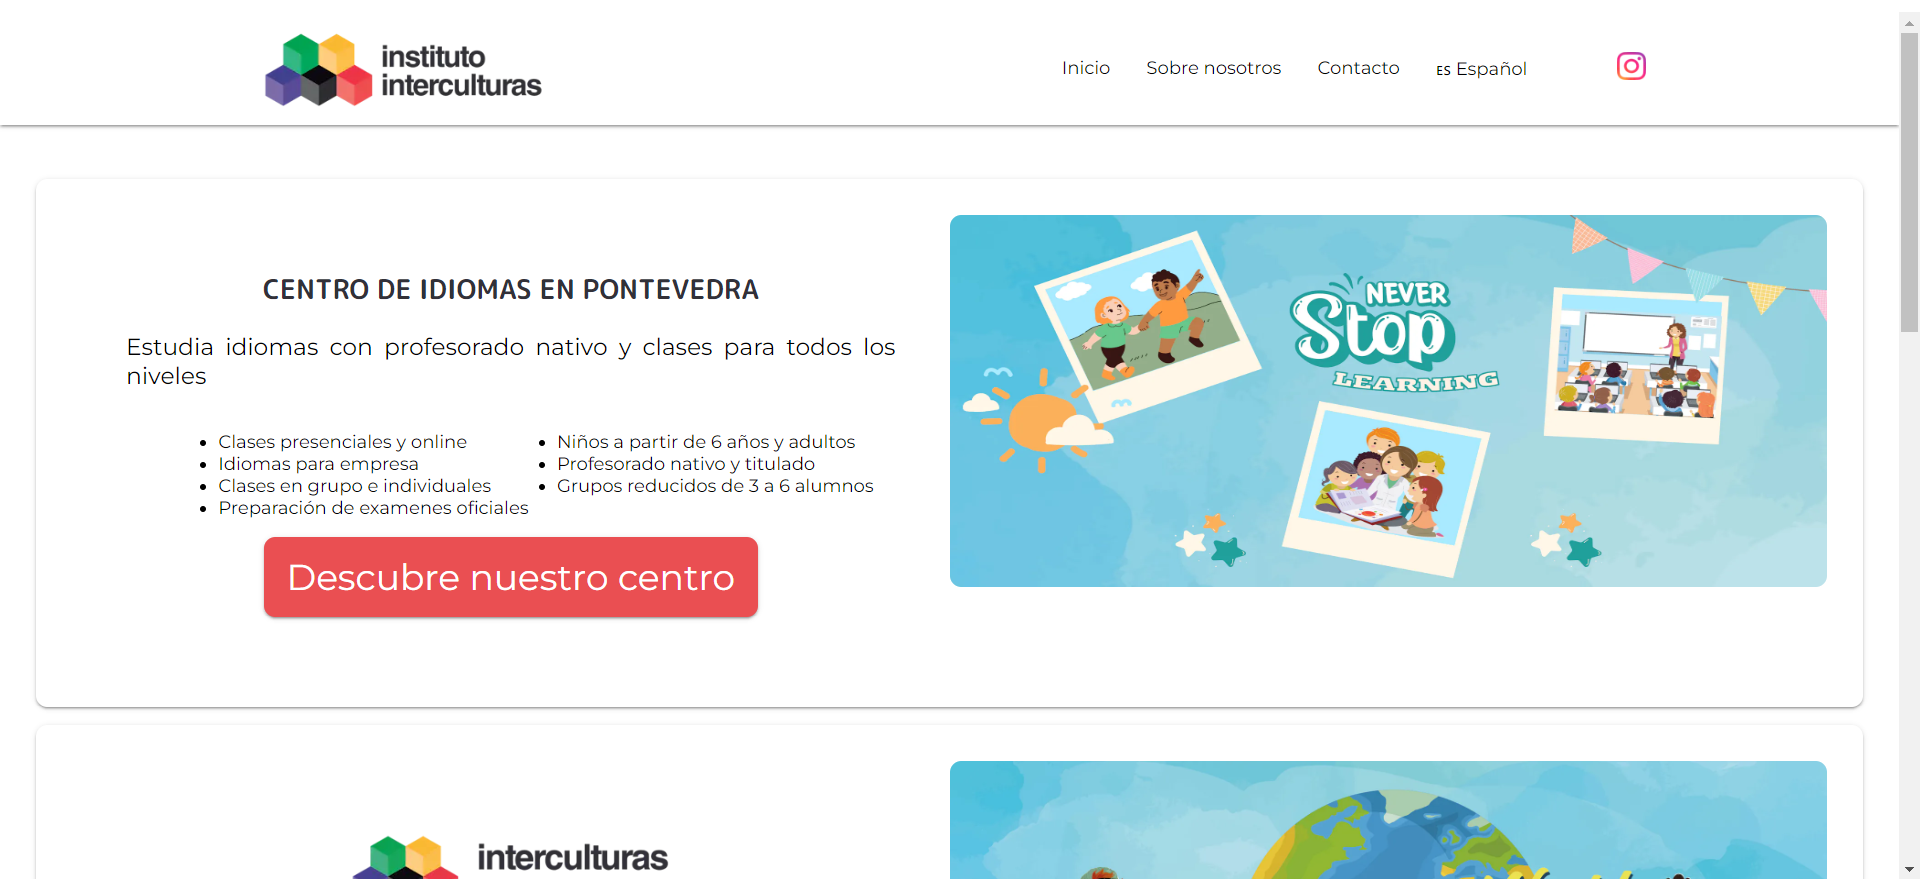 instituto
interculturas
Inicio
Sobre nosotros
Contacto
ES Español
CENTRO DE IDIOMAS EN PONTEVEDRA
Estudia idiomas con profesorado nativo y clases para todos los
niveles
Clases presenciales y online
Idiomas para empresa
Clases en grupo e individuales
Preparación de examenes oficiales
Niños a partir de 6 años y adultos
Profesorado nativo y titulado
Grupos reducidos de 3 a 6 alumnos
Descubre nuestro centro
NEVER
Stop
LEARNING
interculturas